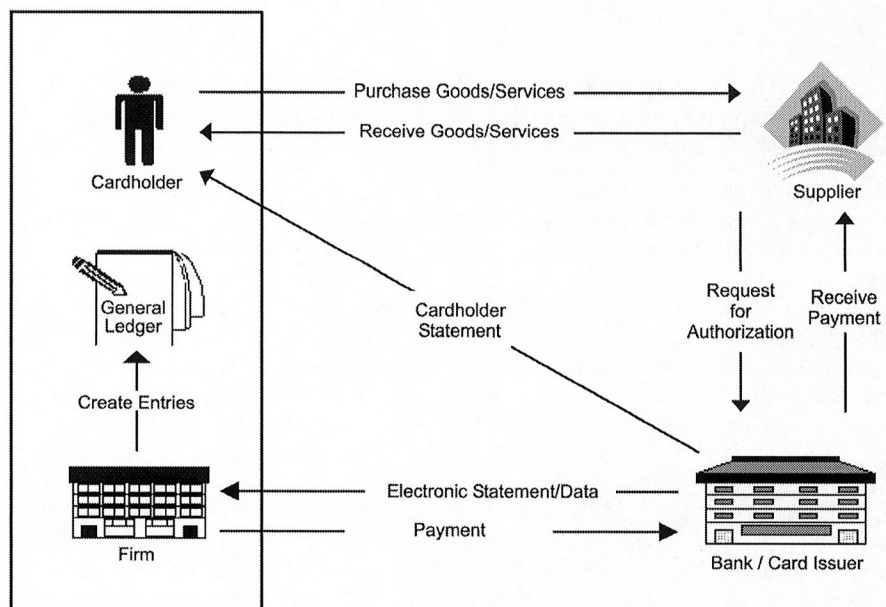 Purchase Goods/Services
Receive Goods/Services
Cardholder
Supplier
General
Ledger
Cardholder
Statement
Request
for
Authorization
Receive
Payment
Create Entries
Electronic Statement/Data
Payment
Firm
Bank / Card Issuer